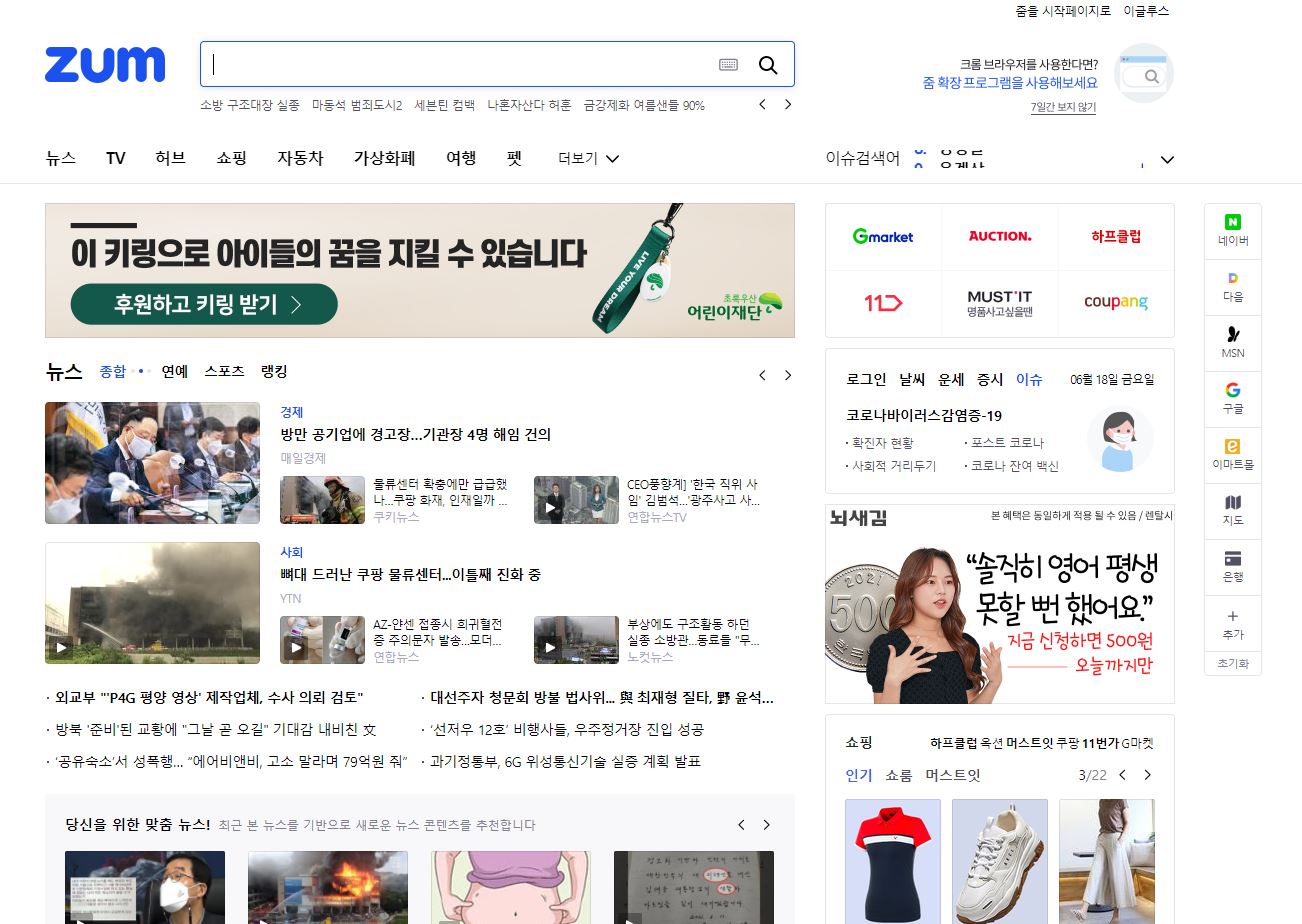 줌을 시작페이지로 이글루스
zum
크롬 브라우저를 사용한다면?
줌 확장 프로그램을 사용해보세요
7일간 보지 않기
소방 구조대장 실종 마동석 범죄도시2 세븐틴 컴백 나혼자산다 허훈 금강제화 여름샌들 90%
뉴스 TV 허브 쇼핑 자동차 가상화폐 여행 펫 더보기
이슈검색어
이 키링으로 아이들의 꿈을 지킬 수 있습니다
후원하고 키링 받기
LIVE YOUR DREAM
초록우산
어린이재단
Gmarket AUCTION. 하프클럽
11
MUST'IT
명품사고싶을땐
coupang
네이버
다음
MSN
구글
이마트몰
지도
은행
추가
초기화
뉴스 종합 연예 스포츠 랭킹
경제
방만 공기업에 경고장...기관장 4명 해임 건의
매일경제
물류센터 확충에만 급급했
나...쿠팡 화재, 인재일까 ...
쿠키뉴스
CEO풍향계] '한국 직위 사
임' 김범석...'광주사고 사...
연합뉴스TV
사회
뼈대 드러난 쿠팡 물류센터...이틀째 진화 중
YTN
AZ-얀센 접종시 희귀혈전
증 주의문자 발송...모더...
연합뉴스
부상에도 구조활동 하던
실종 소방관...동료들 "무...
노컷뉴스
· 외교부 "'P4G 평양 영상' 제작업체, 수사 의뢰 검토"
· 대선주자 청문회 방불 법사위... 與 최재형 질타, 野 윤석...
· 방북 '준비'된 교황에 "그날 곧 오길" 기대감 내비친 文
· ‘선저우 12호’ 비행사들, 우주정거장 진입 성공
· ‘공유숙소’서 성폭행... “에어비앤비, 고소 말라며 79억원 줘”
· 과기정통부, 6G 위성통신기술 실증 계획 발표
당신을 위한 맞춤 뉴스! 최근 본 뉴스를 기반으로 새로운 뉴스 콘텐츠를 추천합니다
로그인 날씨 운세 증시 이슈 06월 18일 금요일
코로나바이러스감염증-19
· 확진자 현황 · 포스트 코로나
· 사회적 거리두기 · 코로나 잔여 백신
뇌새김
본 혜택은 동일하게 적용 될 수 있음 / 렌탈사
2021
500
“솔직히 영어 평생
못할 뻔 했어요”
지금 신청하면 500원
오늘까지만
쇼핑 하프클럽 옥션 머스트잇 쿠팡 11번가 G마켓
인기 쇼룸 머스트잇 3/22